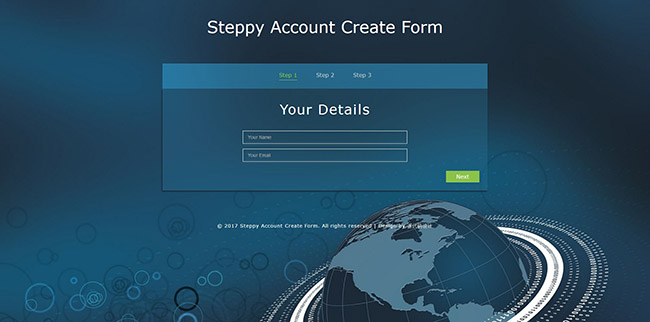 Steppy Account Create Form
Step 1 Step 2 Step 3
Your Details
Your Name
Your Email
Next
© 2017 Steppy Account Create Form. All rights reserved | Design by